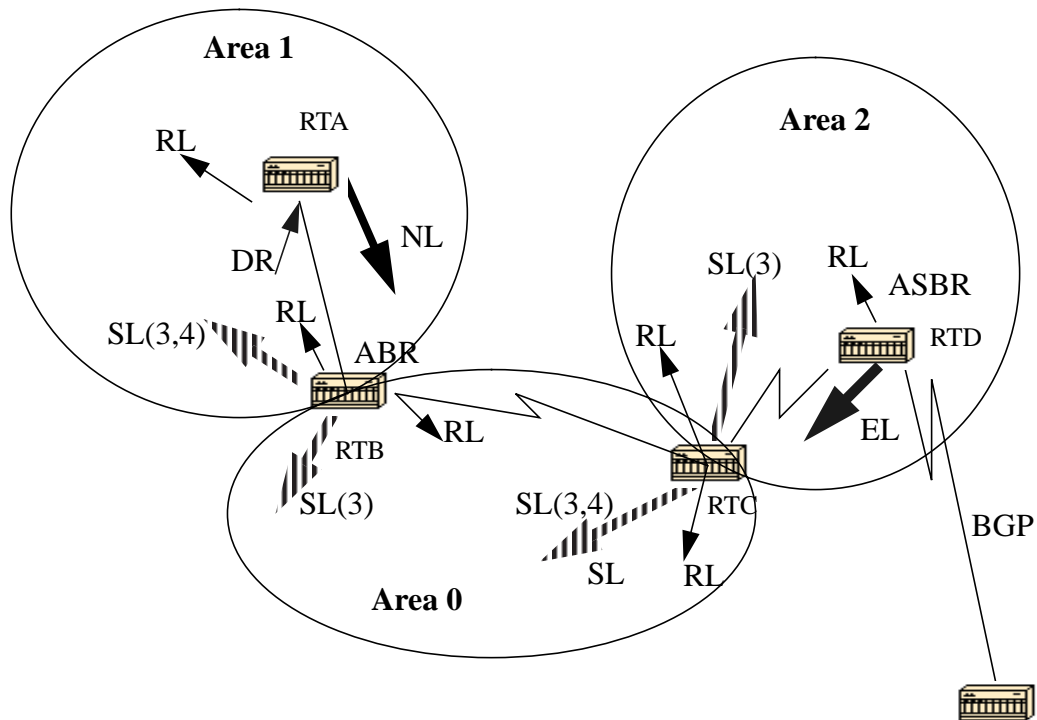 Area 1
Area 2
RTA
RL
NL
DR
SL(3)
RL
ASBR
RL
SL(3,4)
RL
ABR
RTD
EL
RL
RTB
SL(3)
SL(3,4)
RTC
BGP
SL
RL
Area 0